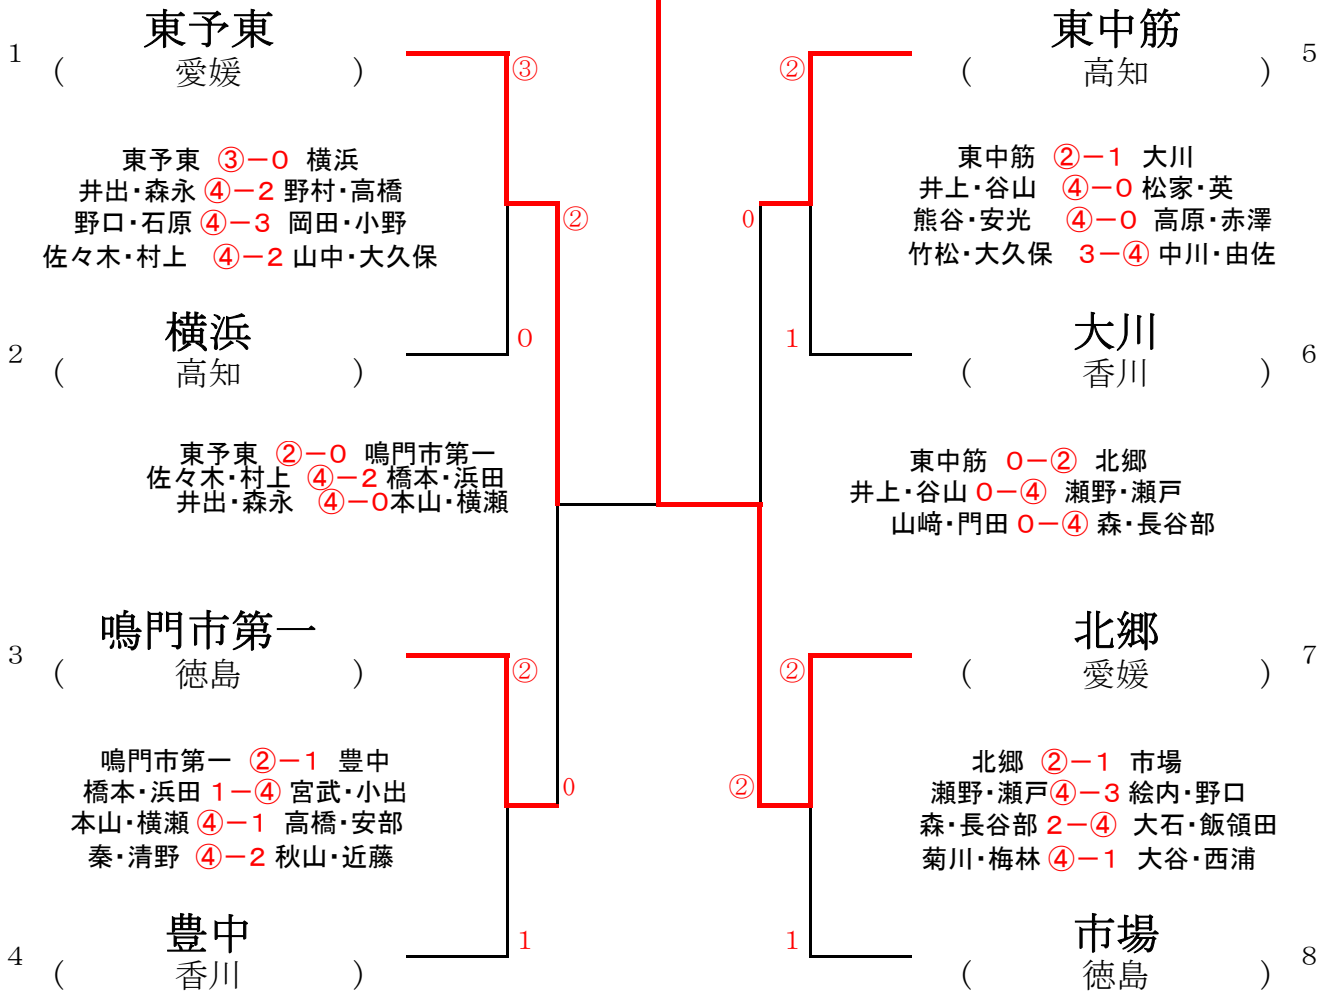 1 東予東 ③
( 愛媛 )
東予東 ③－0 横浜
井出・森永 ④－2 野村・高橋
野口・石原 ④－3 岡田・小野
佐々木・村上 ④－2 山中・大久保
②
横浜
2 ( 高知 ) 0
東予東 ②－0 鳴門市第一
佐々木・村上 ④－2 橋本・浜田
井出・森永 ④－0 本山・横瀬
鳴門市第一
3 ( 徳島 ) ②
鳴門市第一 ②－1 豊中
橋本・浜田 1－④ 宮武・小出
本山・横瀬 ④－1 高橋・安部
秦・清野 ④－2 秋山・近藤
0
豊中 1
4 ( 香川 )
② 東中筋 5
( 高知 )
東中筋 ②－1 大川
井上・谷山 ④－0 松家・英
熊谷・安光 ④－0 高原・赤澤
竹松・大久保 3－④ 中川・由佐
0
1 大川 6
( 香川 )
東中筋 0－② 北郷
井上・谷山 0－④ 瀬野・瀬戸
山﨑・門田 0－④ 森・長谷部
北郷
② ( 愛媛 ) 7
北郷 ②－1 市場
瀬野・瀬戸 ④－3 絵内・野口
森・長谷部 2－④ 大石・飯領田
菊川・梅林 ④－1 大谷・西浦
②
1 市場 8
( 徳島 )